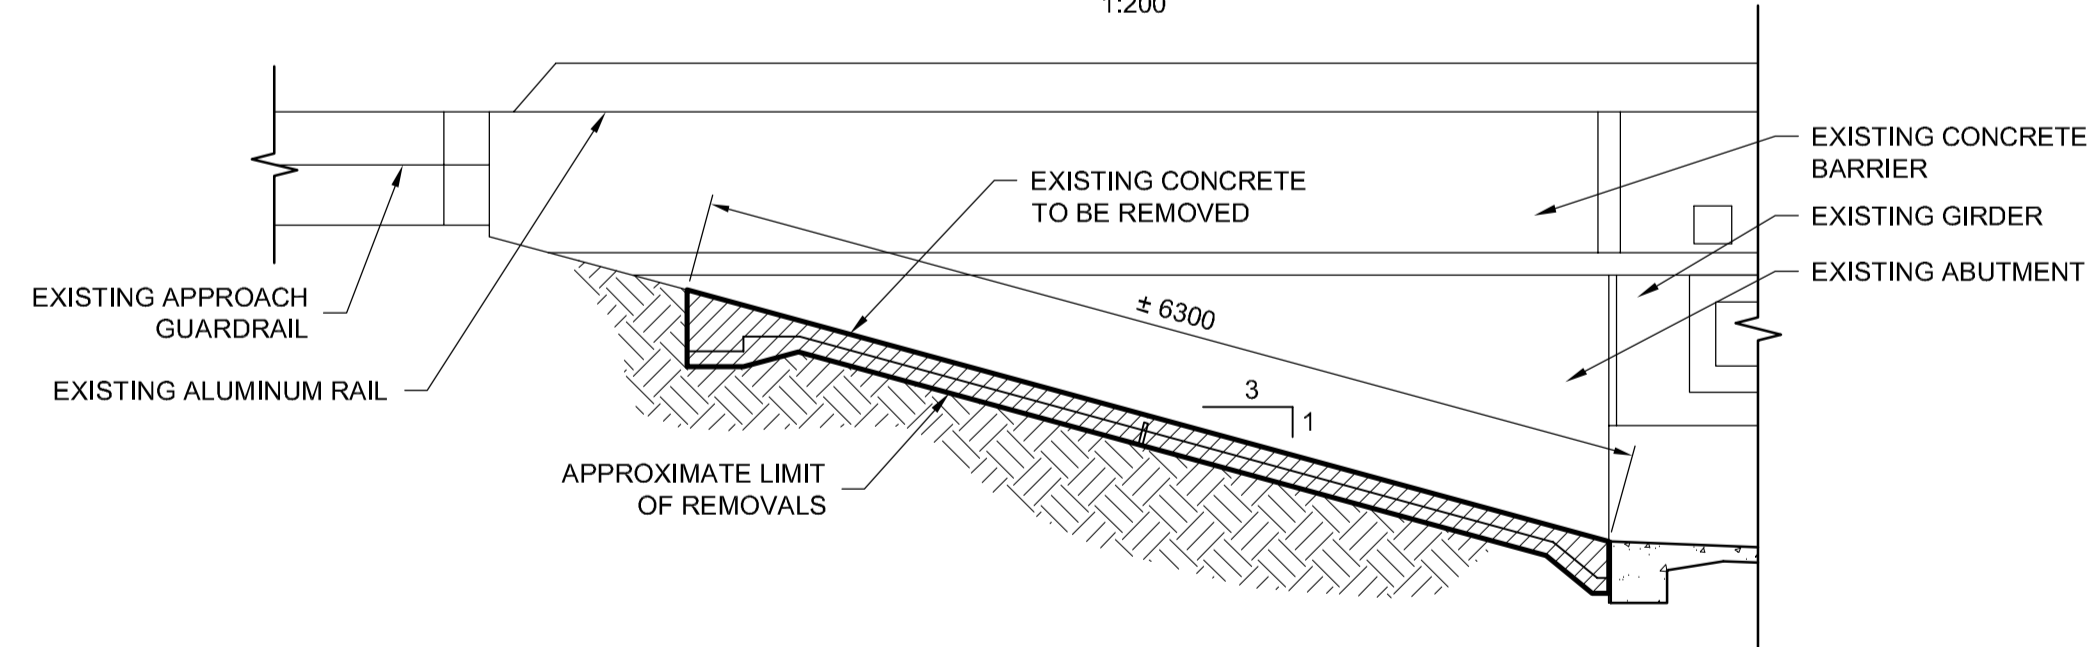 1:200
EXISTING CONCRETE
BARRIER
EXISTING CONCRETE
TO BE REMOVED
EXISTING GIRDER
EXISTING ABUTMENT
EXISTING APPROACH
GUARDRAIL
± 6300
EXISTING ALUMINUM RAIL
3
1
APPROXIMATE LIMIT
OF REMOVALS